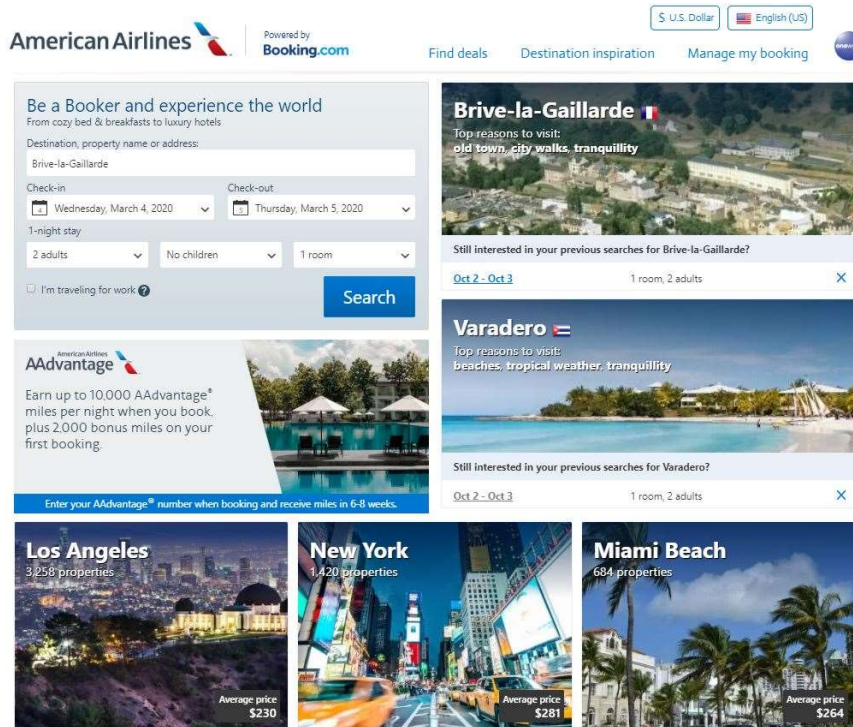 $ U.S. Dollar
English (US)
American Airlines
Powered by
Booking.com
Find deals
Destination inspiration
Manage my booking
Be a Booker and experience the world
From cozy bed & breakfasts to luxury hotels
Destination, property name or address:
Brive-la-Gaillarde
Check-in
Check-out
4
Wednesday, March 4, 2020
5
Thursday, March 5, 2020
1-night stay
2 adults
No children
1 room
I'm traveling for work ?
Search
American Airlines
AAdvantage
Earn up to 10,000 AAdvantage®
miles per night when you book,
plus 2,000 bonus miles on your
first booking.
Enter your AAdvantage® number when booking and receive miles in 6-8 weeks.
Brive-la-Gaillarde
Top reasons to visit:
old town, city walks, tranquillity
Still interested in your previous searches for Brive-la-Gaillarde?
Oct 2 - Oct 3
1 room, 2 adults
Varadero
Top reasons to visit:
beaches, tropical weather, tranquillity
Still interested in your previous searches for Varadero?
Oct 2 - Oct 3
1 room, 2 adults
Los Angeles
3,258 properties
Average price
$230
New York
1,420 properties
Average price
$281
Miami Beach
684 properties
Average price
$264